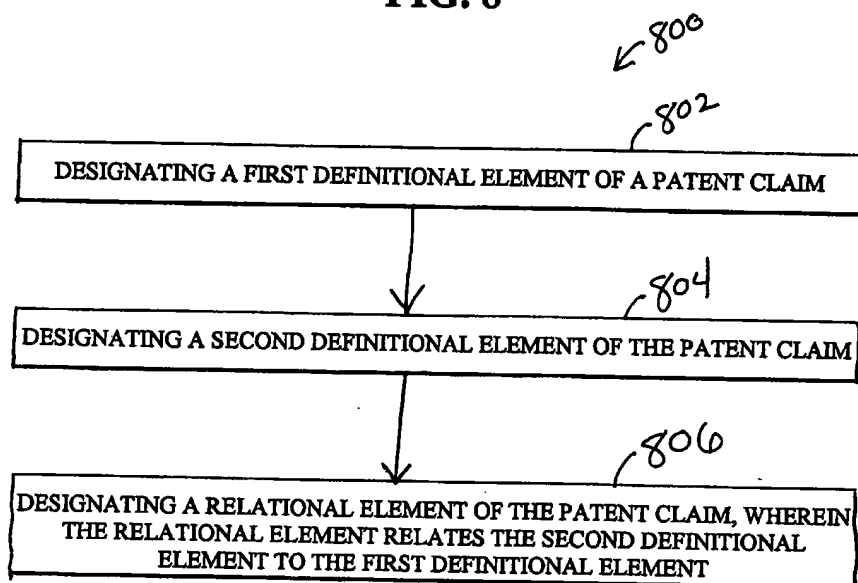 FIG. 8
800
802
DESIGNATING A FIRST DEFINITIONAL ELEMENT OF A PATENT CLAIM
804
DESIGNATING A SECOND DEFINITIONAL ELEMENT OF THE PATENT CLAIM
806
DESIGNATING A RELATIONAL ELEMENT OF THE PATENT CLAIM, WHEREIN
THE RELATIONAL ELEMENT RELATES THE SECOND DEFINITIONAL
ELEMENT TO THE FIRST DEFINITIONAL ELEMENT